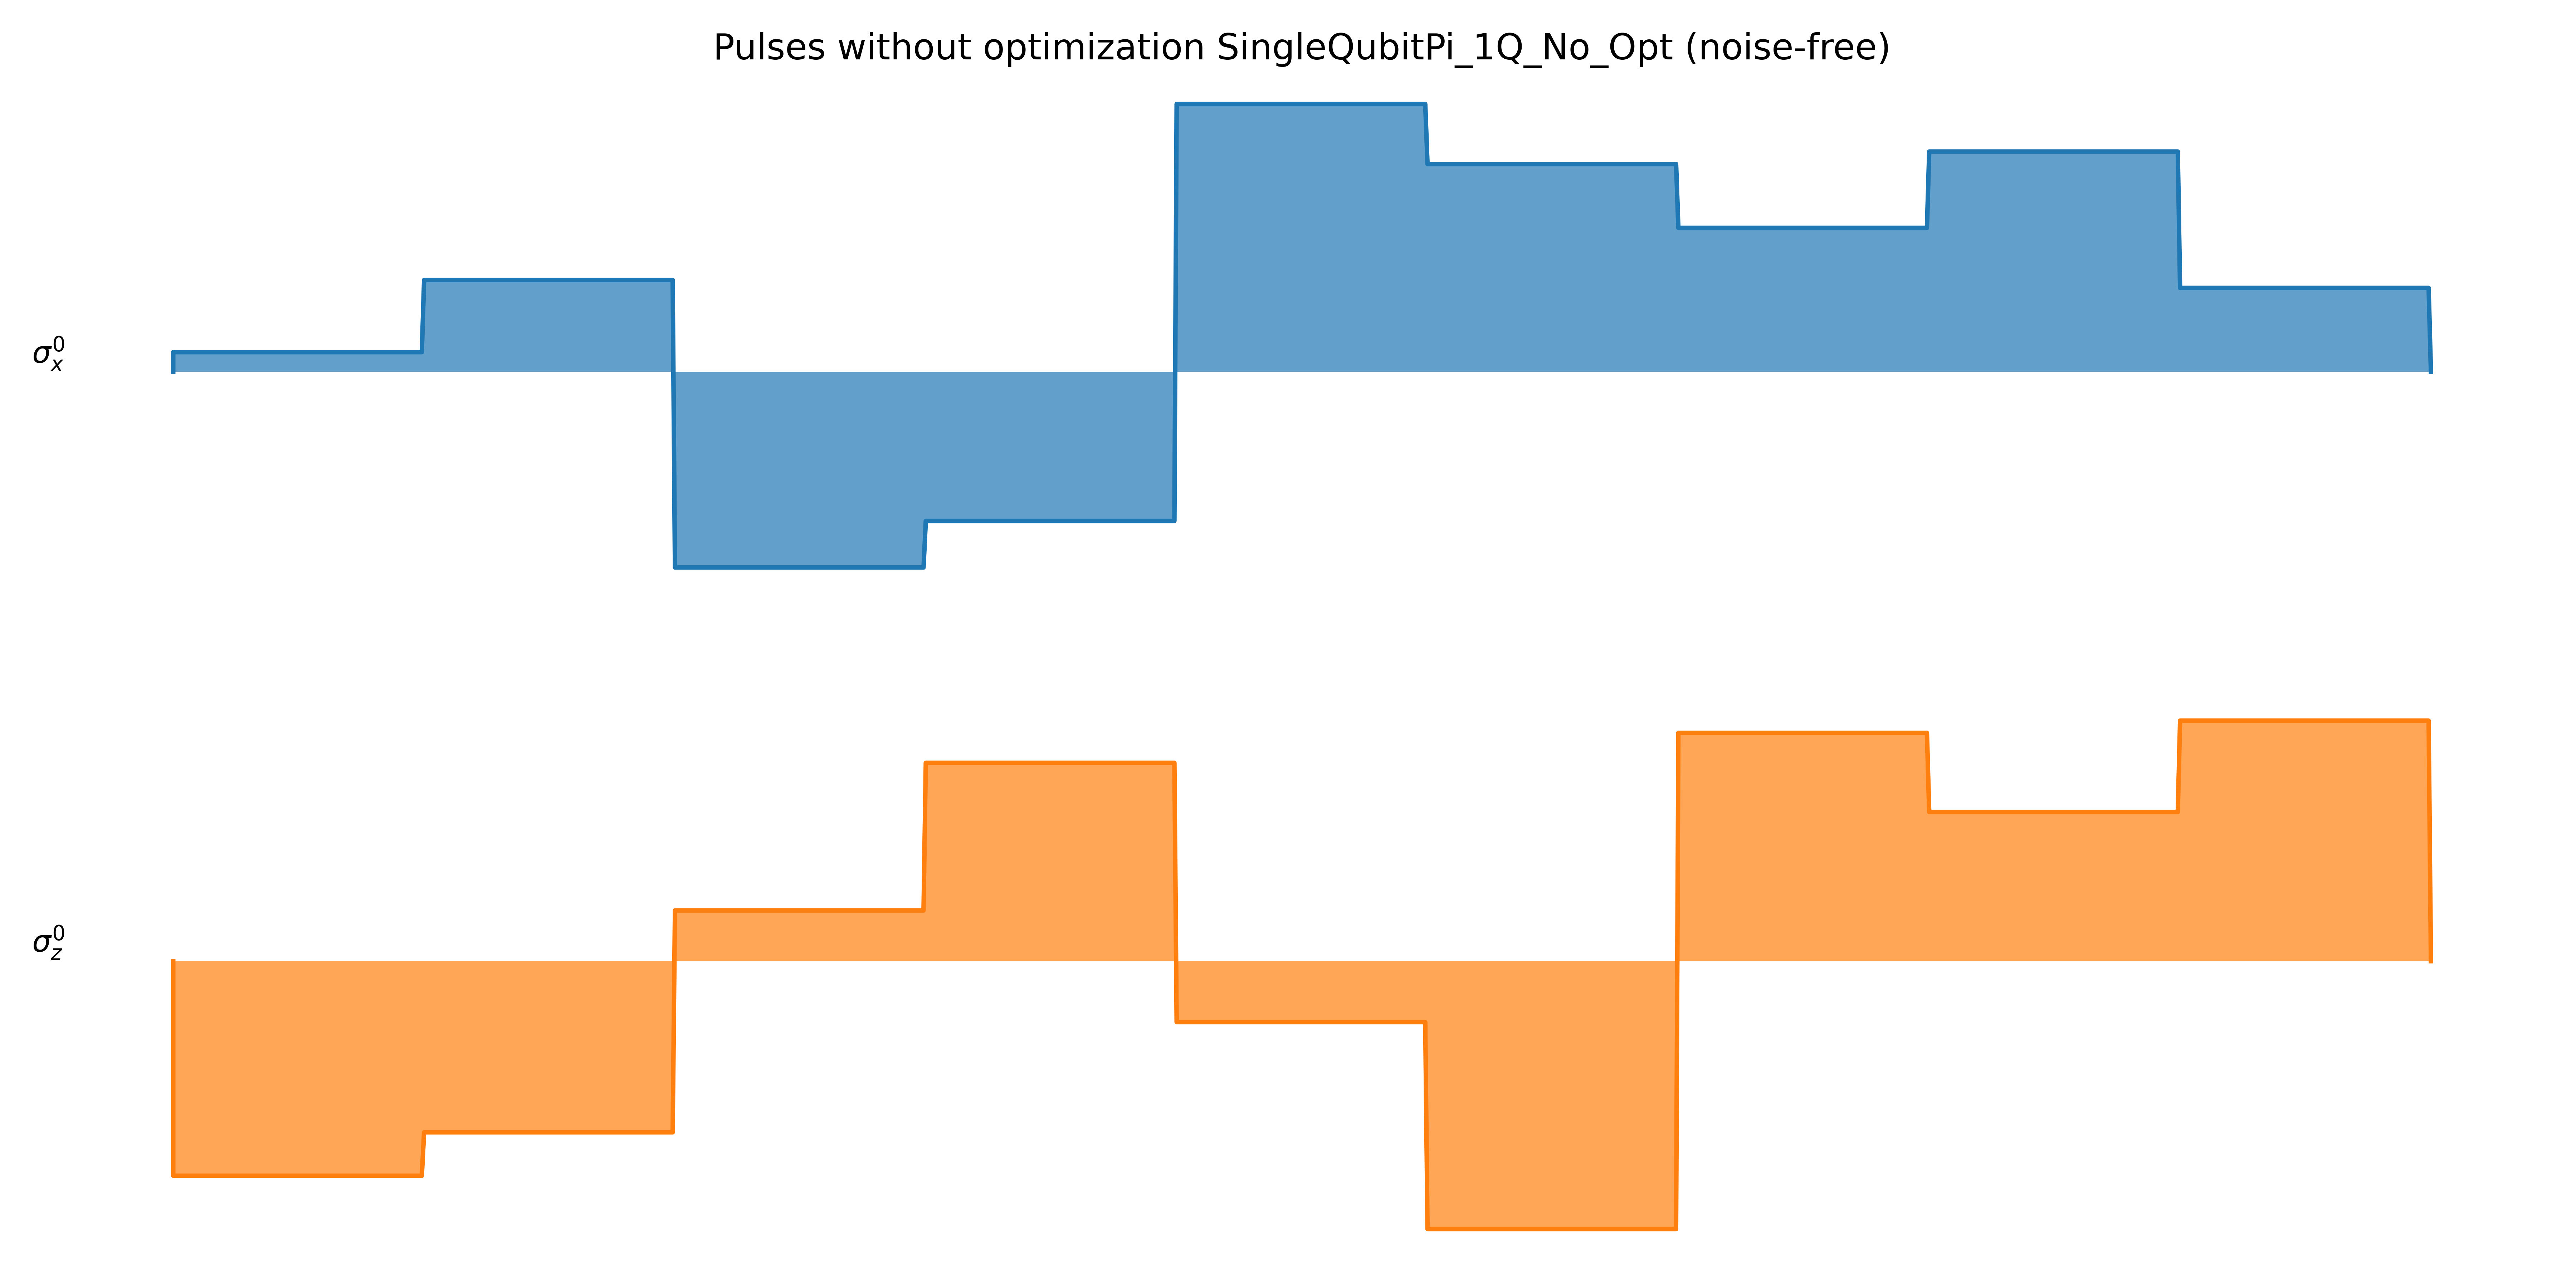 Pulses without optimization SingleQubitPi_1Q_No_Opt (noise-free)
σ_x^0
σ_z^0